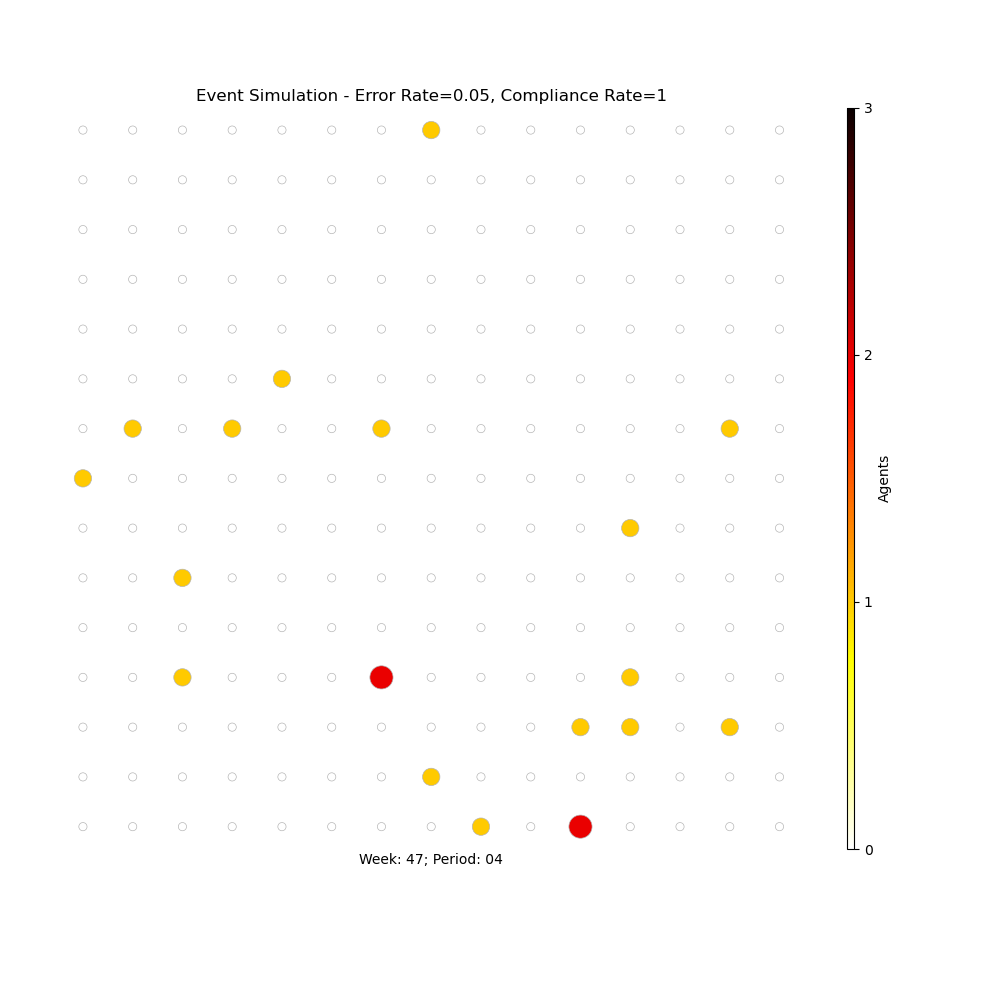 Event Simulation - Error Rate=0.05, Compliance Rate=1
3
2
Agents
1
0
Week: 47; Period: 04